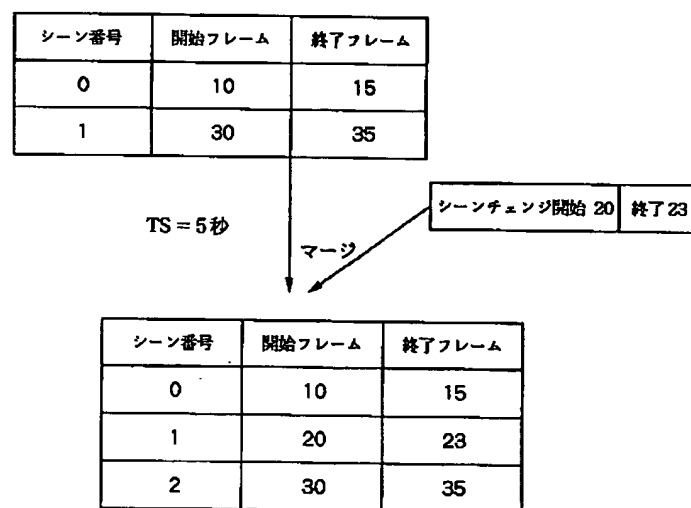 シーン番号 開始フレーム 終了フレーム
0 10 15
1 30 35
TS = 5秒
シーンチェンジ開始 20 終了23
マージ
シーン番号 開始フレーム 終了フレーム
0 10 15
1 20 23
2 30 35